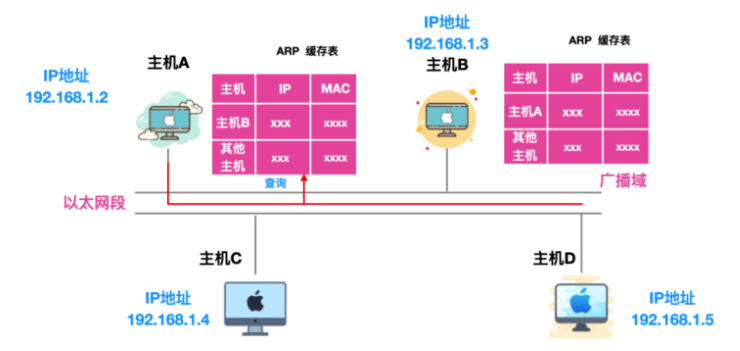 IP地址
192.168.1.2
主机A
ARP 缓存表
主机 IP MAC
主机B xxx xxxx
其他
主机 xxx xxxx
查询
IP地址
192.168.1.3
主机B
ARP 缓存表
主机 IP MAC
主机A xxx xxxx
其他
主机 xxx xxxx
广播域
以太网段
主机C
IP地址
192.168.1.4
主机D
IP地址
192.168.1.5